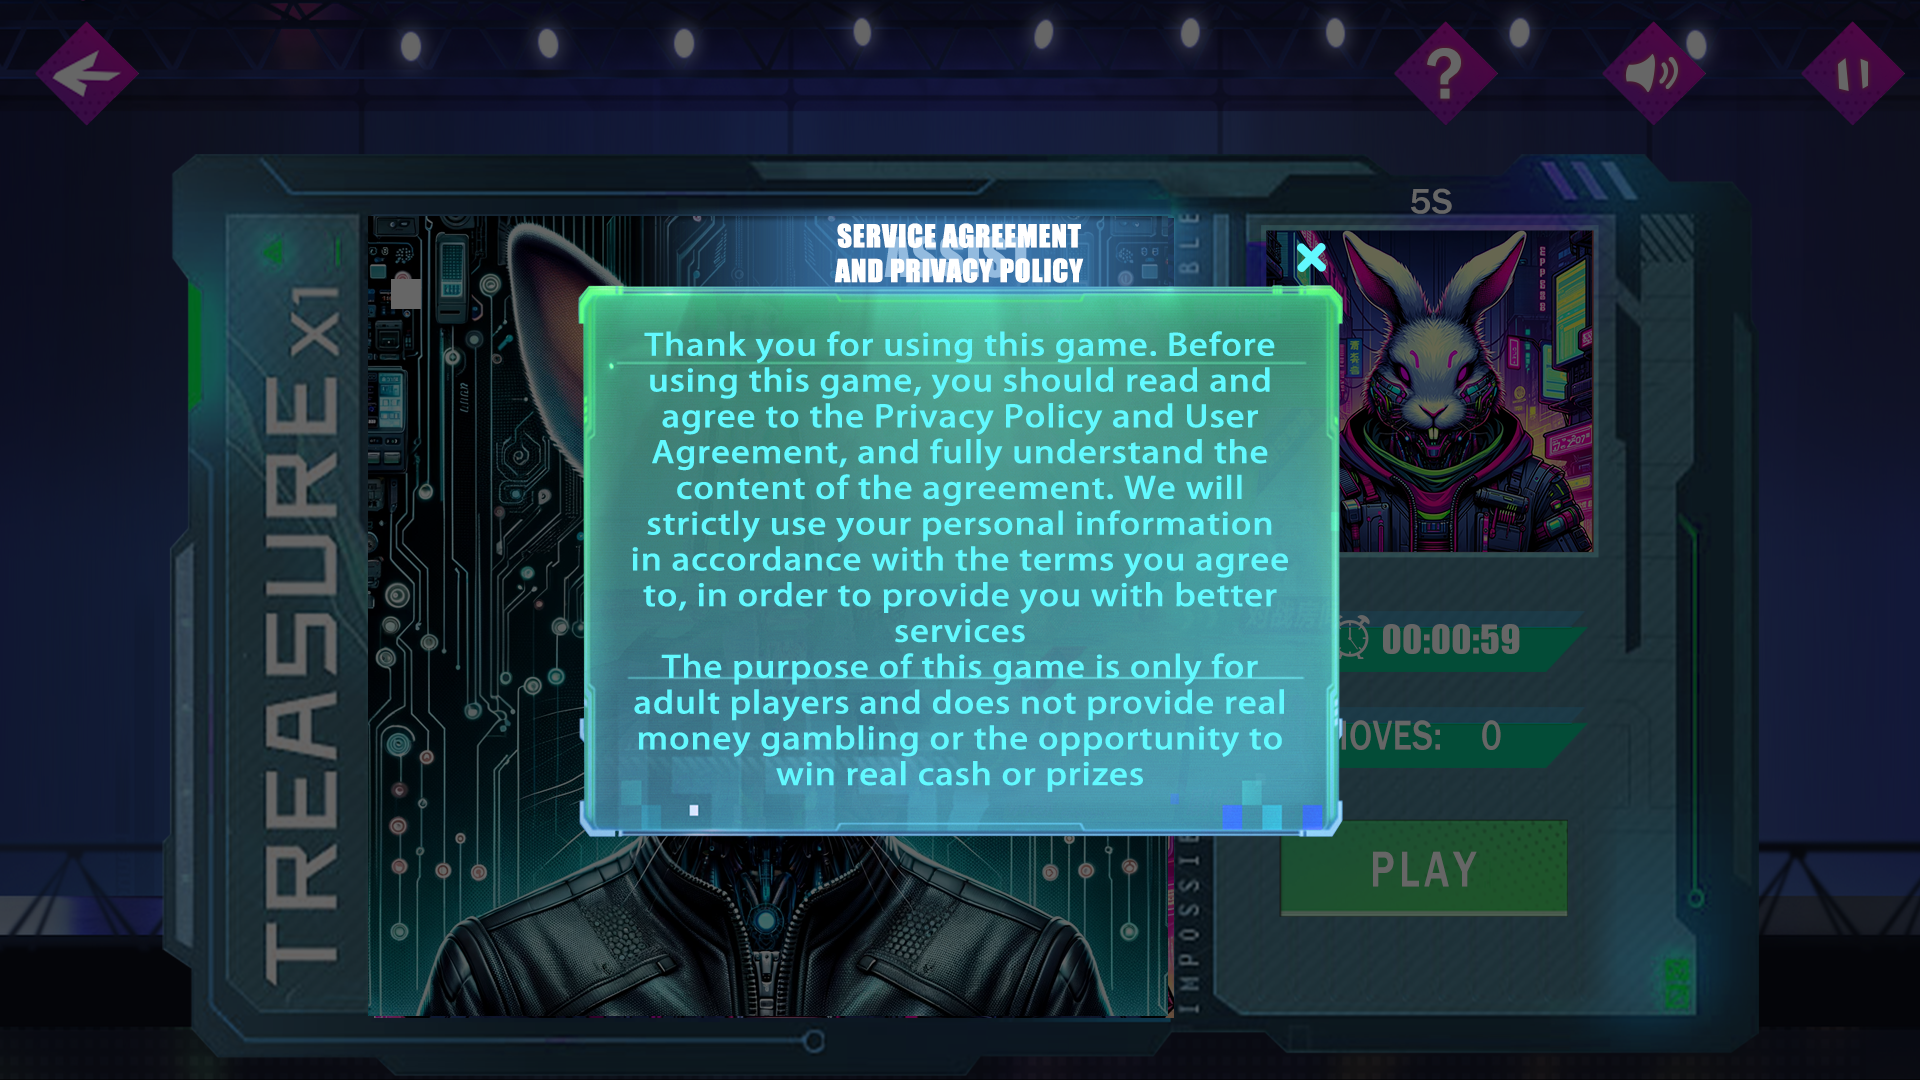 SERVICE AGREEMENT
AND PRIVACY POLICY
Thank you for using this game. Before
using this game, you should read and
agree to the Privacy Policy and User
Agreement, and fully understand the
content of the agreement. We will
strictly use your personal information
in accordance with the terms you agree
to, in order to provide you with better
services
The purpose of this game is only for
adult players and does not provide real
money gambling or the opportunity to
win real cash or prizes
TREASURE X1
5S
00:00:59
0
PLAY